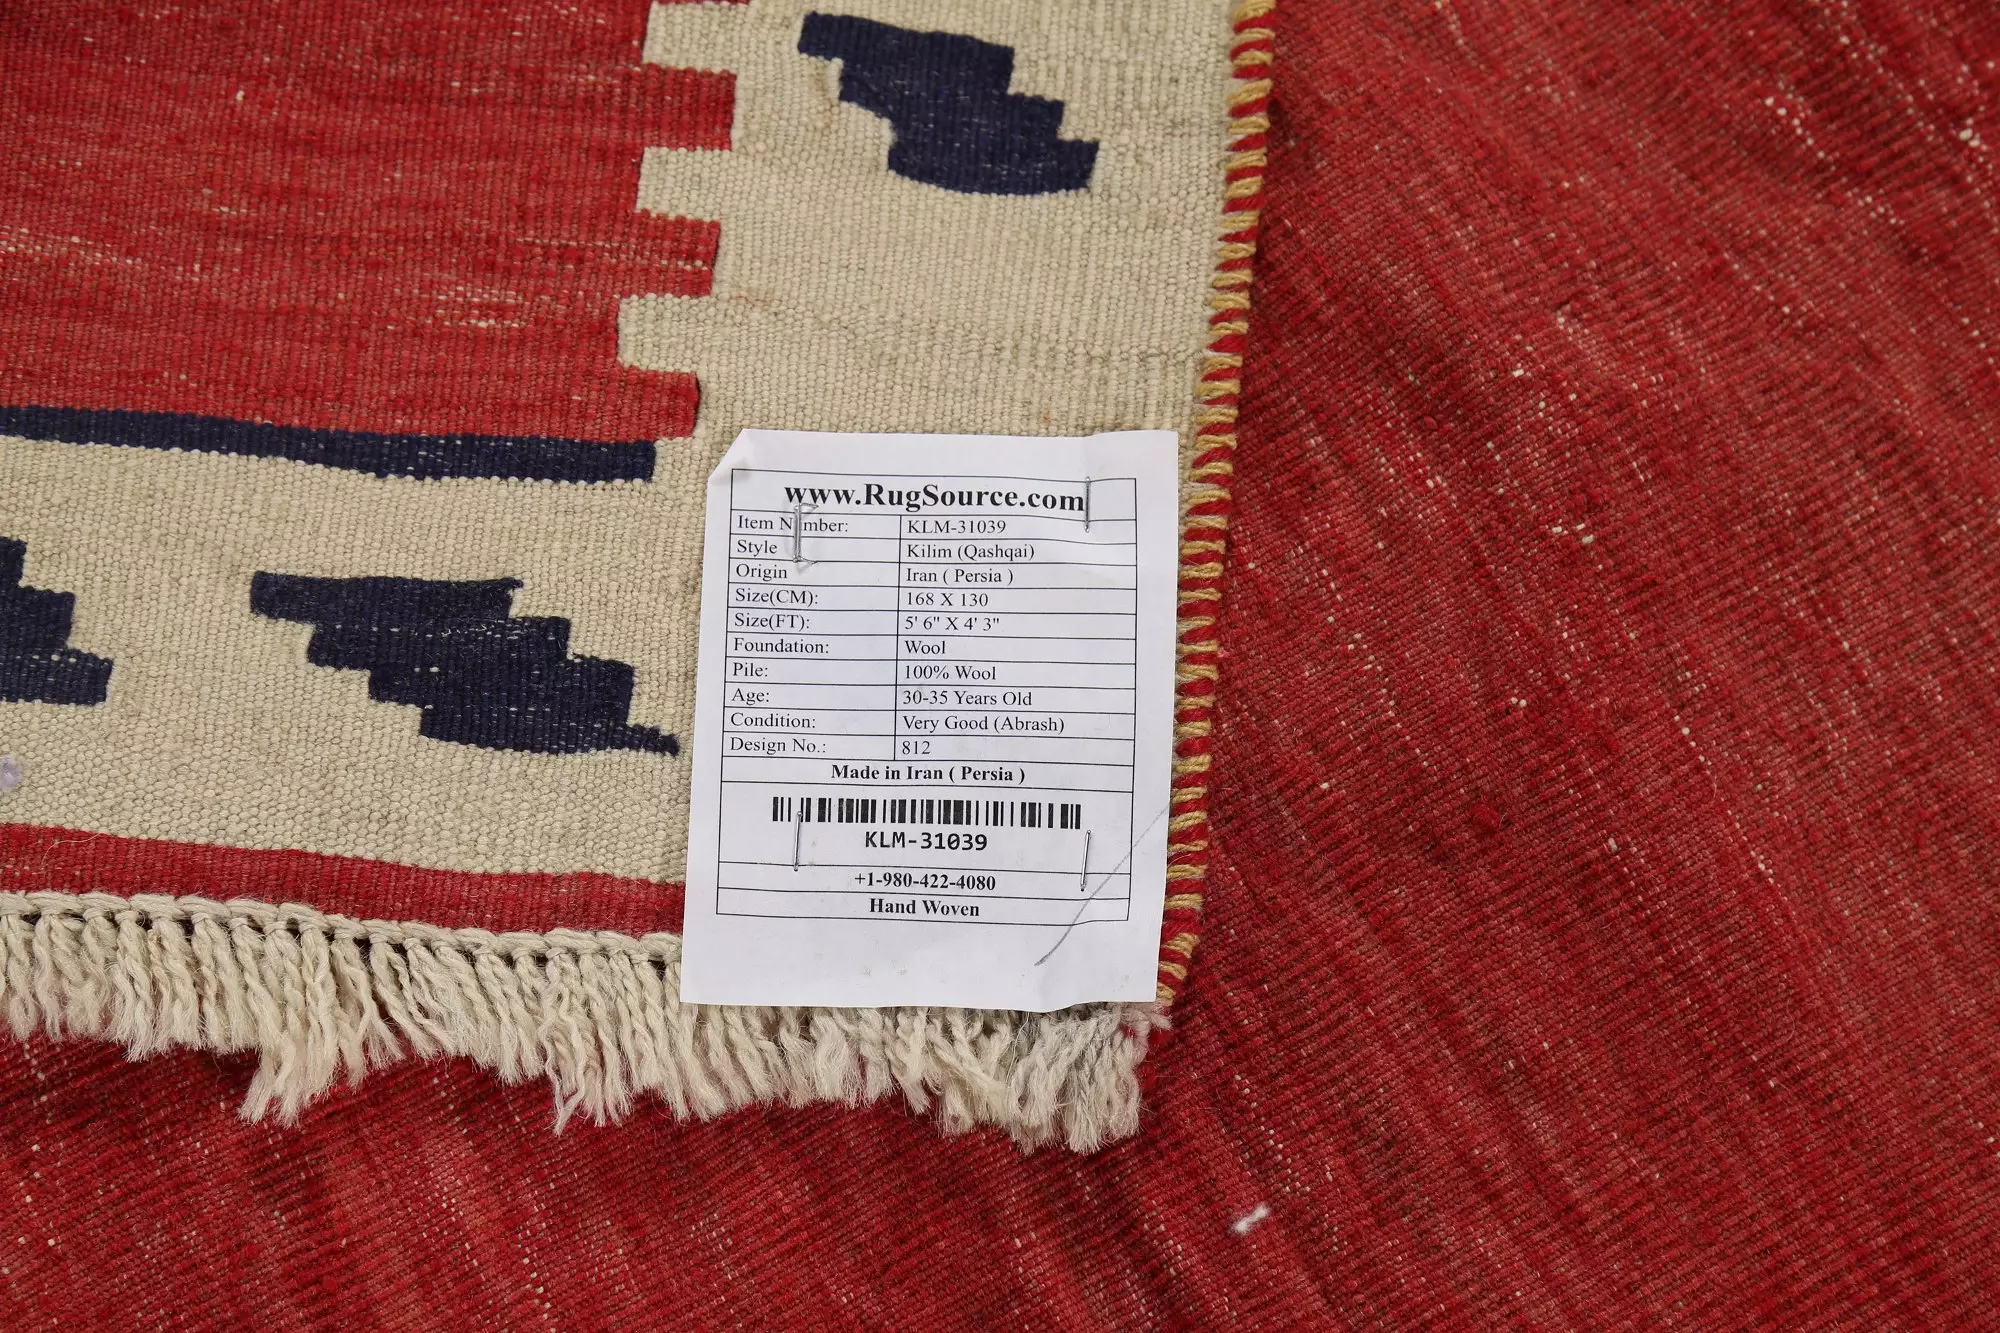 www.RugSource.com
Item Number: KLM-31039
Style Kilim (Qashqai)
Origin Iran ( Persia )
Size(CM): 168 X 130
Size(FT): 5' 6" X 4' 3"
Foundation: Wool
Pile: 100% Wool
Age: 30-35 Years Old
Condition: Very Good (Abrash)
Design No.: 812
Made in Iran ( Persia )
KLM-31039
+1-980-422-4080
Hand Woven